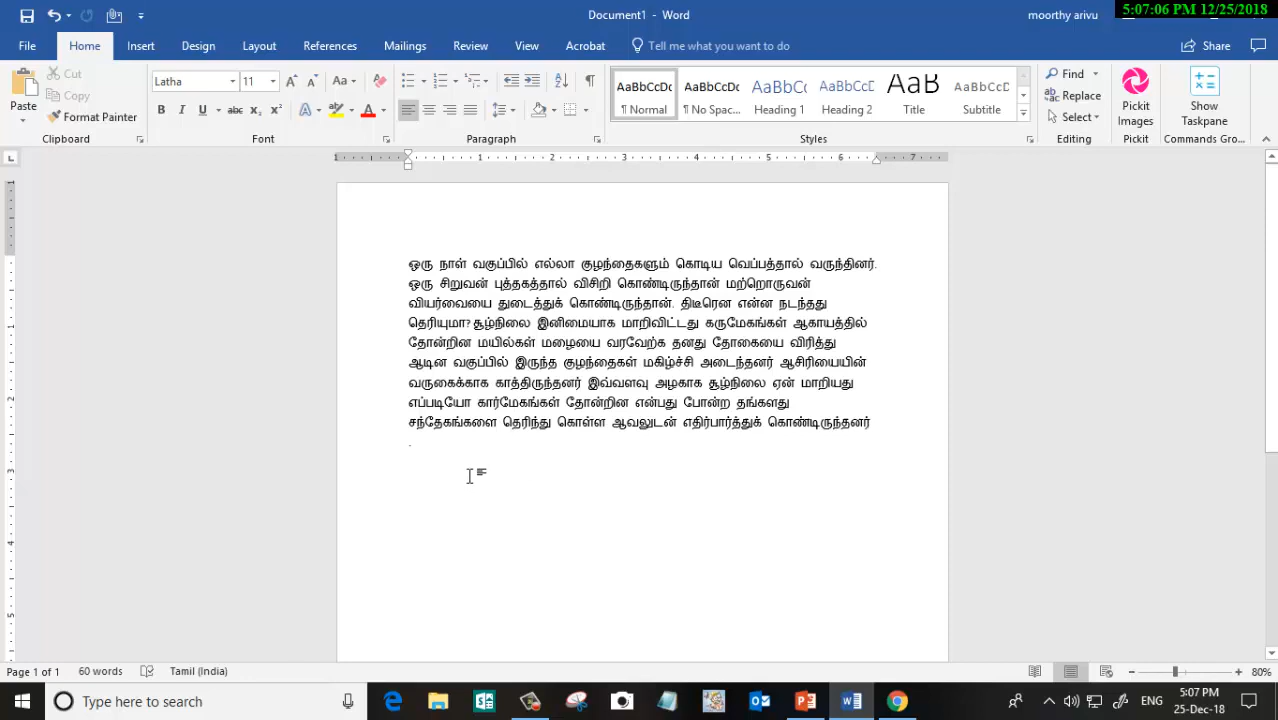 5:07:06 PM 12/25/2018
Document1 - Word
moorthy arivu
File Home Insert Design Layout References Mailings Review View Acrobat Tell me what you want to do Share
Paste
Cut
Copy
Format Painter
Clipboard
Latha 11
Font
Paragraph
AaBbCcDc AaBbCcDc AaBbCc AaBbCcD AaB AaBbCcD
¶ Normal ¶ No Spac... Heading 1 Heading 2 Title Subtitle
Styles
Find
Replace
Select
Editing
Pickit Images
Pickit
Show Taskpane
Commands Gro...
ஒரு நாள் வகுப்பில் எல்லா குழந்தைகளும் கொடிய வெப்பத்தால் வருந்தினர்.
ஒரு சிறுவன் புத்தகத்தால் விசிறி கொண்டிருந்தான் மற்றொருவன்
வியர்வையை துடைத்துக் கொண்டிருந்தான். திடீரென என்ன நடந்தது
தெரியுமா? சூழ்நிலை இனிமையாக மாறிவிட்டது கருமேகங்கள் ஆகாயத்தில்
தோன்றின மயில்கள் மழையை வரவேற்க தனது தோகையை விரித்து
ஆடின வகுப்பில் இருந்த குழந்தைகள் மகிழ்ச்சி அடைந்தனர் ஆசிரியையின்
வருகைக்காக காத்திருந்தனர் இவ்வளவு அழகாக சூழ்நிலை ஏன் மாறியது
எப்படியோ கார்மேகங்கள் தோன்றின என்பது போன்ற தங்களது
சந்தேகங்களை தெரிந்து கொள்ள ஆவலுடன் எதிர்பார்த்துக் கொண்டிருந்தனர்
.
Page 1 of 1 60 words Tamil (India) 80%
Type here to search
ENG
5:07 PM
25-Dec-18